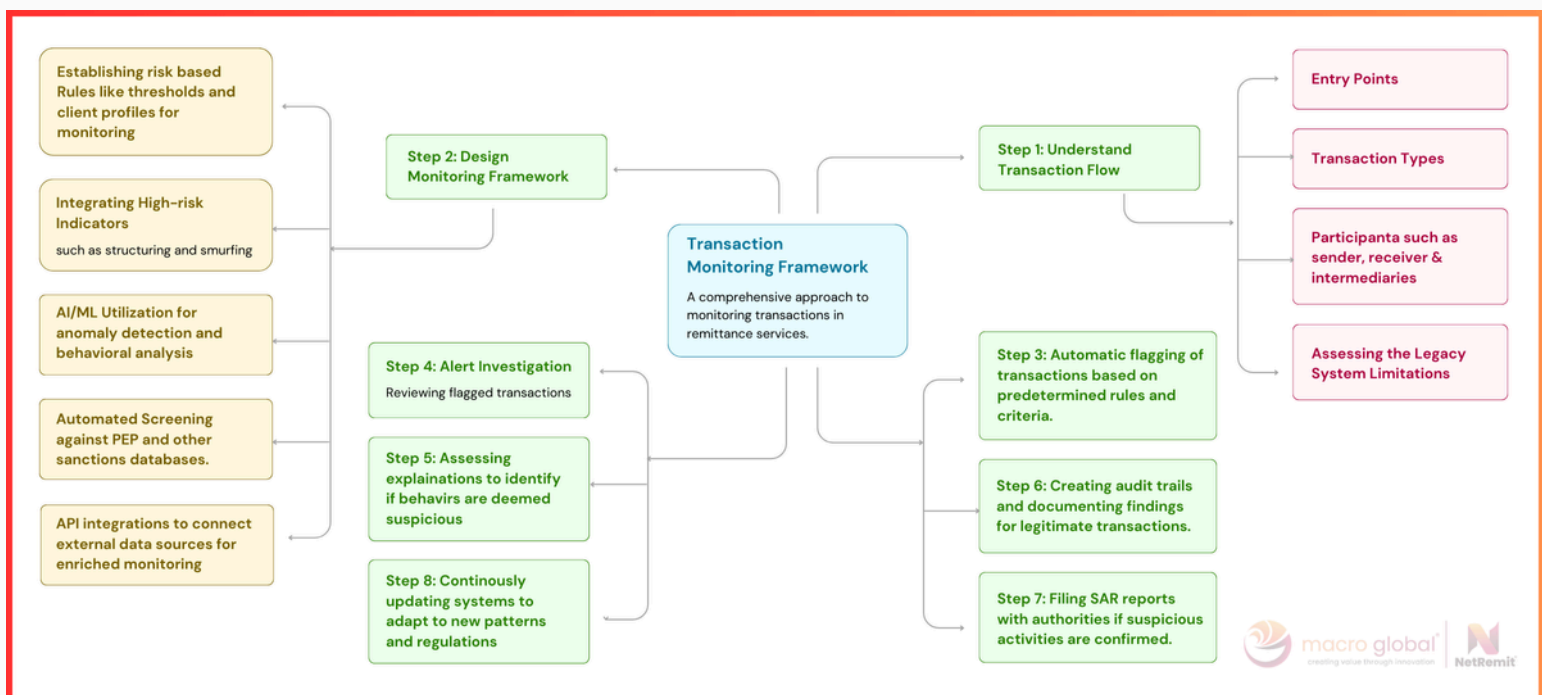 Establishing risk based
Rules like thresholds and
client profiles for
monitoring
Integrating High-risk
Indicators
such as structuring and smurfing
AI/ML Utilization for
anomaly detection and
behavioral analysis
Automated Screening
against PEP and other
sanctions databases.
API integrations to connect
external data sources for
enriched monitoring
Step 2: Design
Monitoring Framework
Step 4: Alert Investigation
Reviewing flagged transactions
Step 5: Assessing
explainations to identify
if behavirs are deemed
suspicious
Step 8: Continously
updating systems to
adapt to new patterns
and regulations
Transaction
Monitoring Framework
A comprehensive approach to
monitoring transactions in
remittance services.
Step 1: Understand
Transaction Flow
Step 3: Automatic flagging of
transactions based on
predetermined rules and
criteria.
Step 6: Creating audit trails
and documenting findings
for legitimate transactions.
Step 7: Filing SAR reports
with authorities if suspicious
activities are confirmed.
Entry Points
Transaction Types
Participanta such as
sender, receiver &
intermediaries
Assessing the Legacy
System Limitations
macro global
creating value through innovation
NetRemit